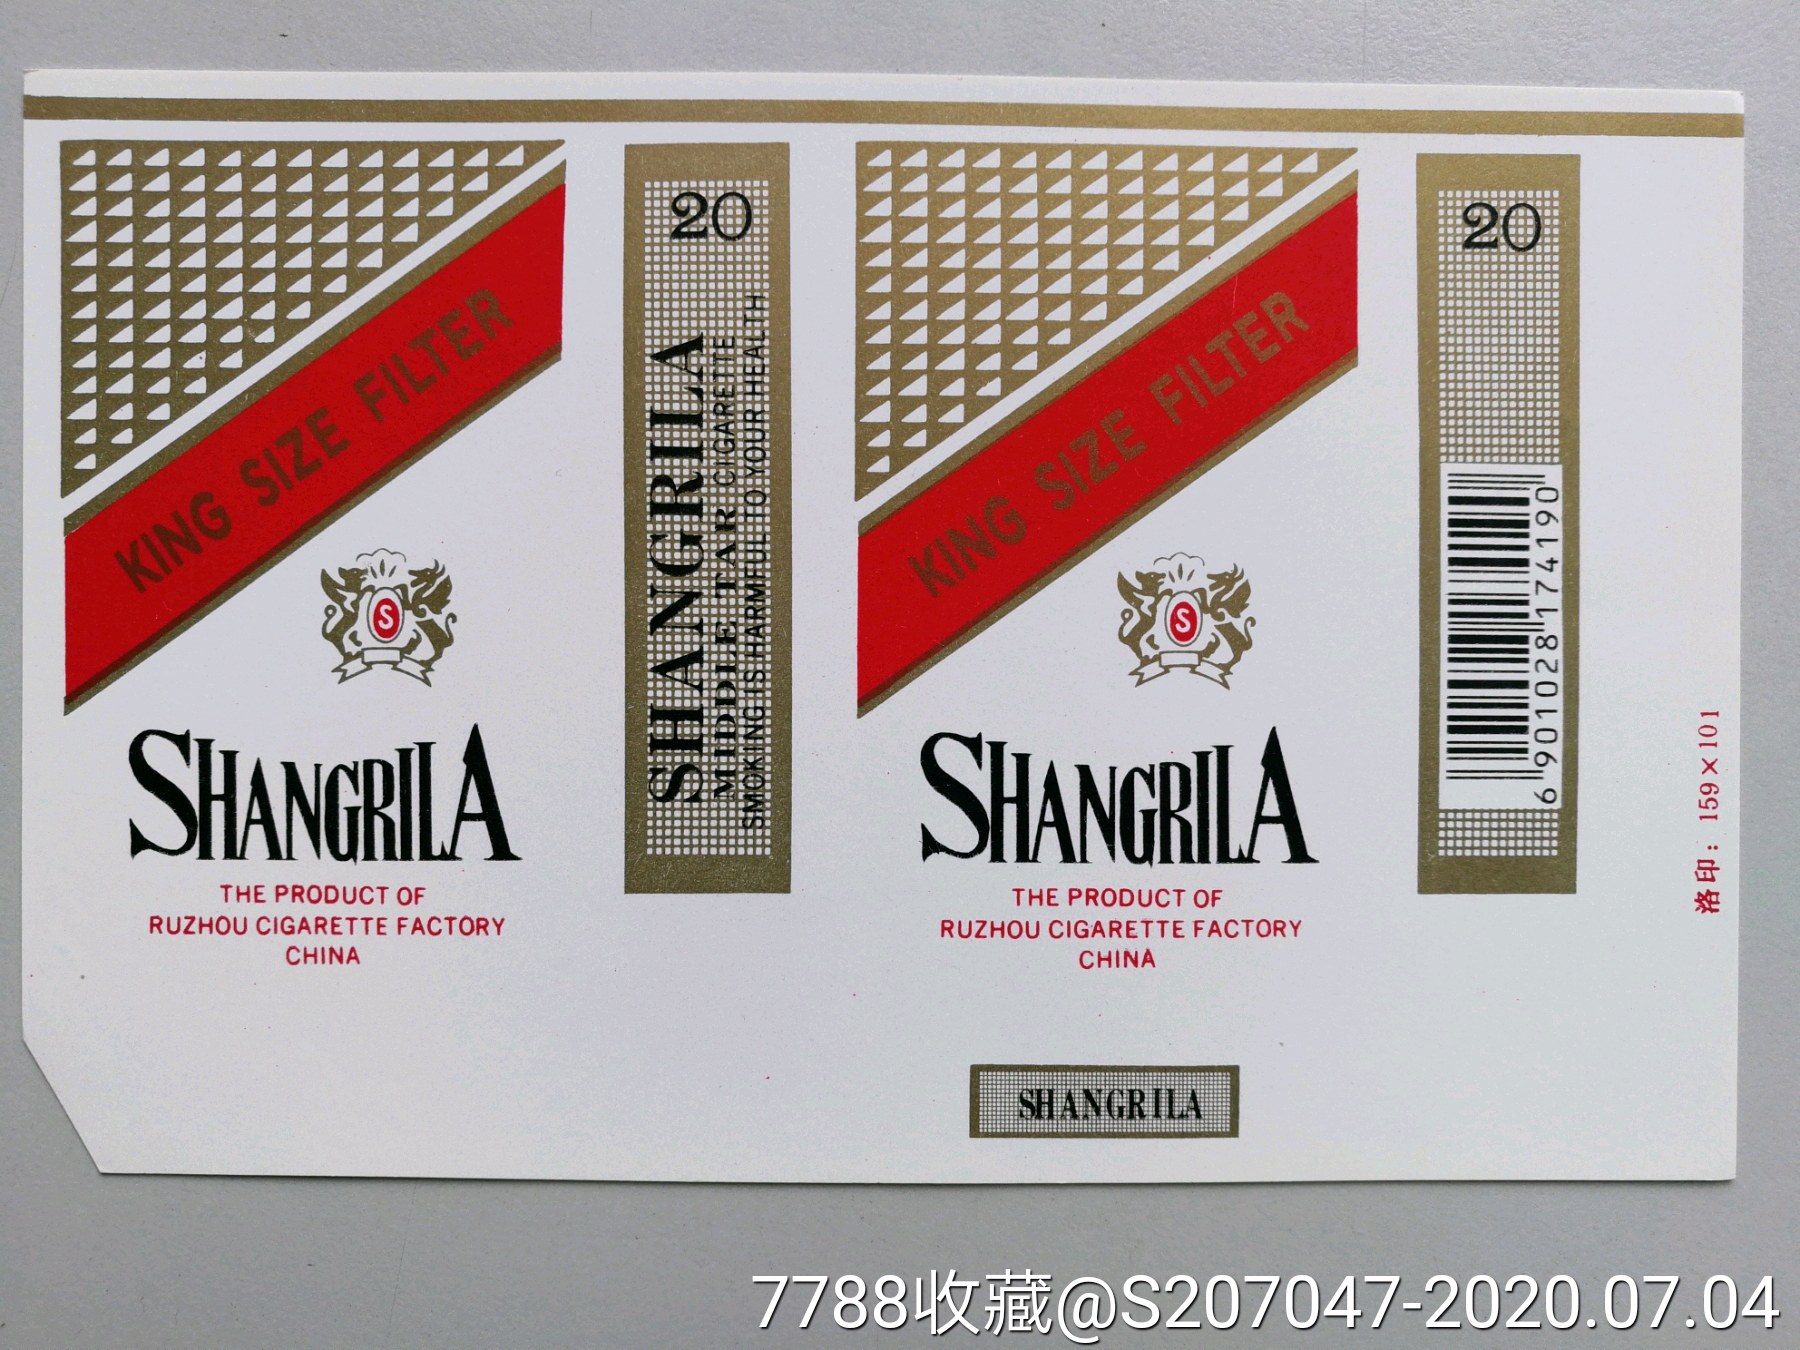 KING SIZE FILTER
S
SHANGRILA
THE PRODUCT OF
RUZHOU CIGARETTE FACTORY
CHINA
20
SHANGRILA
MIDDLE TAR CIGARETTE
SMOKING IS HARMFUL TO YOUR HEALTH
KING SIZE FILTER
S
SHANGRILA
THE PRODUCT OF
RUZHOU CIGARETTE FACTORY
CHINA
SHANGRILA
20
6 901028 174190
洛印：159×101
7788收藏@S207047-2020.07.04